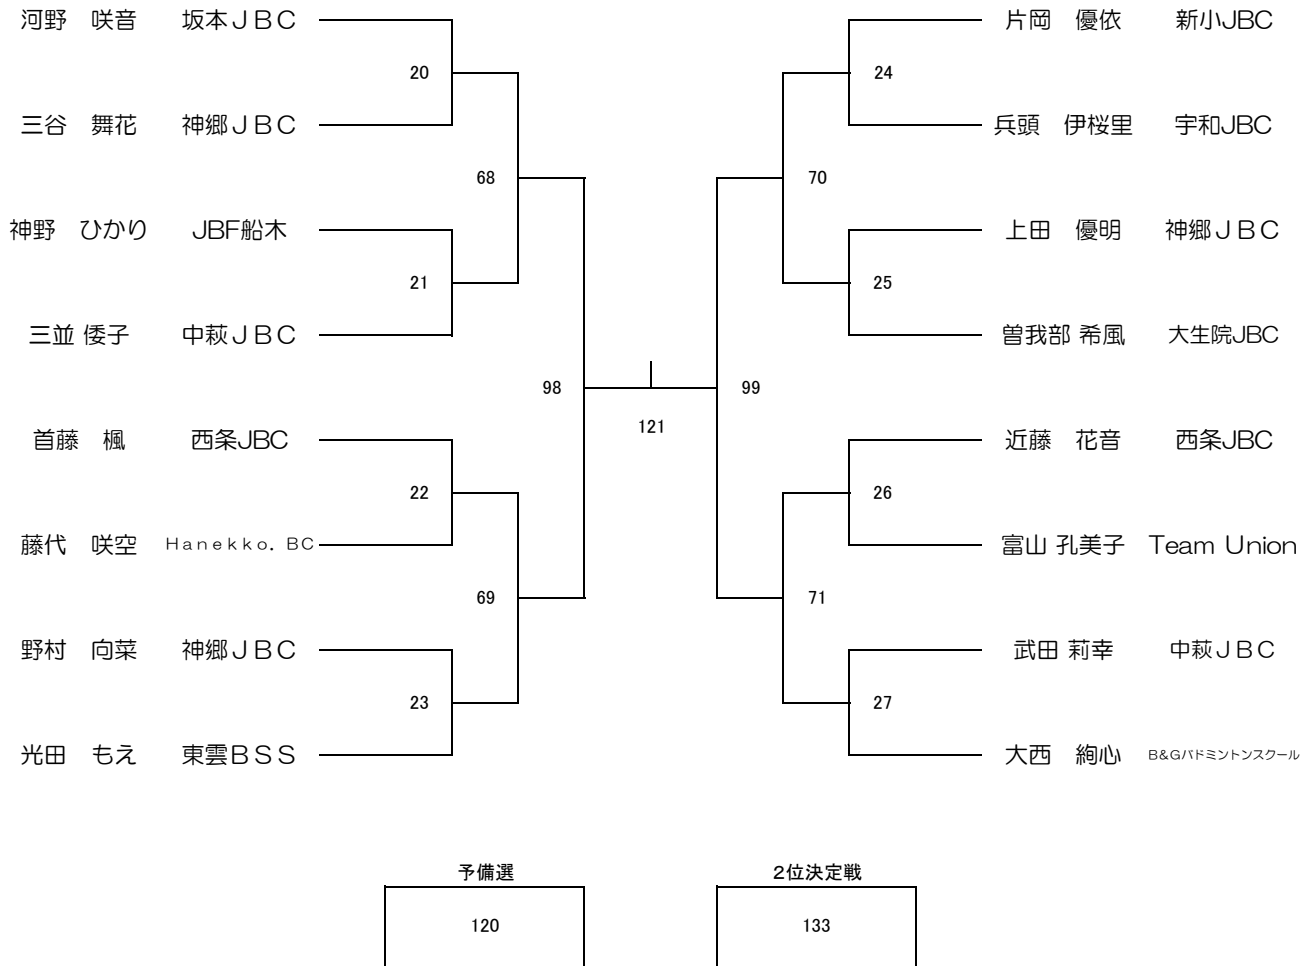 河野　咲音　坂本ＪＢＣ
片岡　優依　新小JBC
20
24
三谷　舞花　神郷ＪＢＣ
兵頭　伊桜里　宇和JBC
68
70
神野　ひかり　JBF船木
上田　優明　神郷ＪＢＣ
21
25
三並 倭子　中萩ＪＢＣ
曽我部 希風　大生院JBC
98
99
121
首藤　楓　西条JBC
近藤　花音　西条JBC
22
26
藤代　咲空　Ｈａｎｅｋｋｏ．ＢＣ
富山 孔美子　Team Union
69
71
野村　向菜　神郷ＪＢＣ
武田 莉幸　中萩ＪＢＣ
23
27
光田　もえ　東雲ＢＳＳ
大西　絢心　B&Gバドミントンスクール
予備選
2位決定戦
120
133